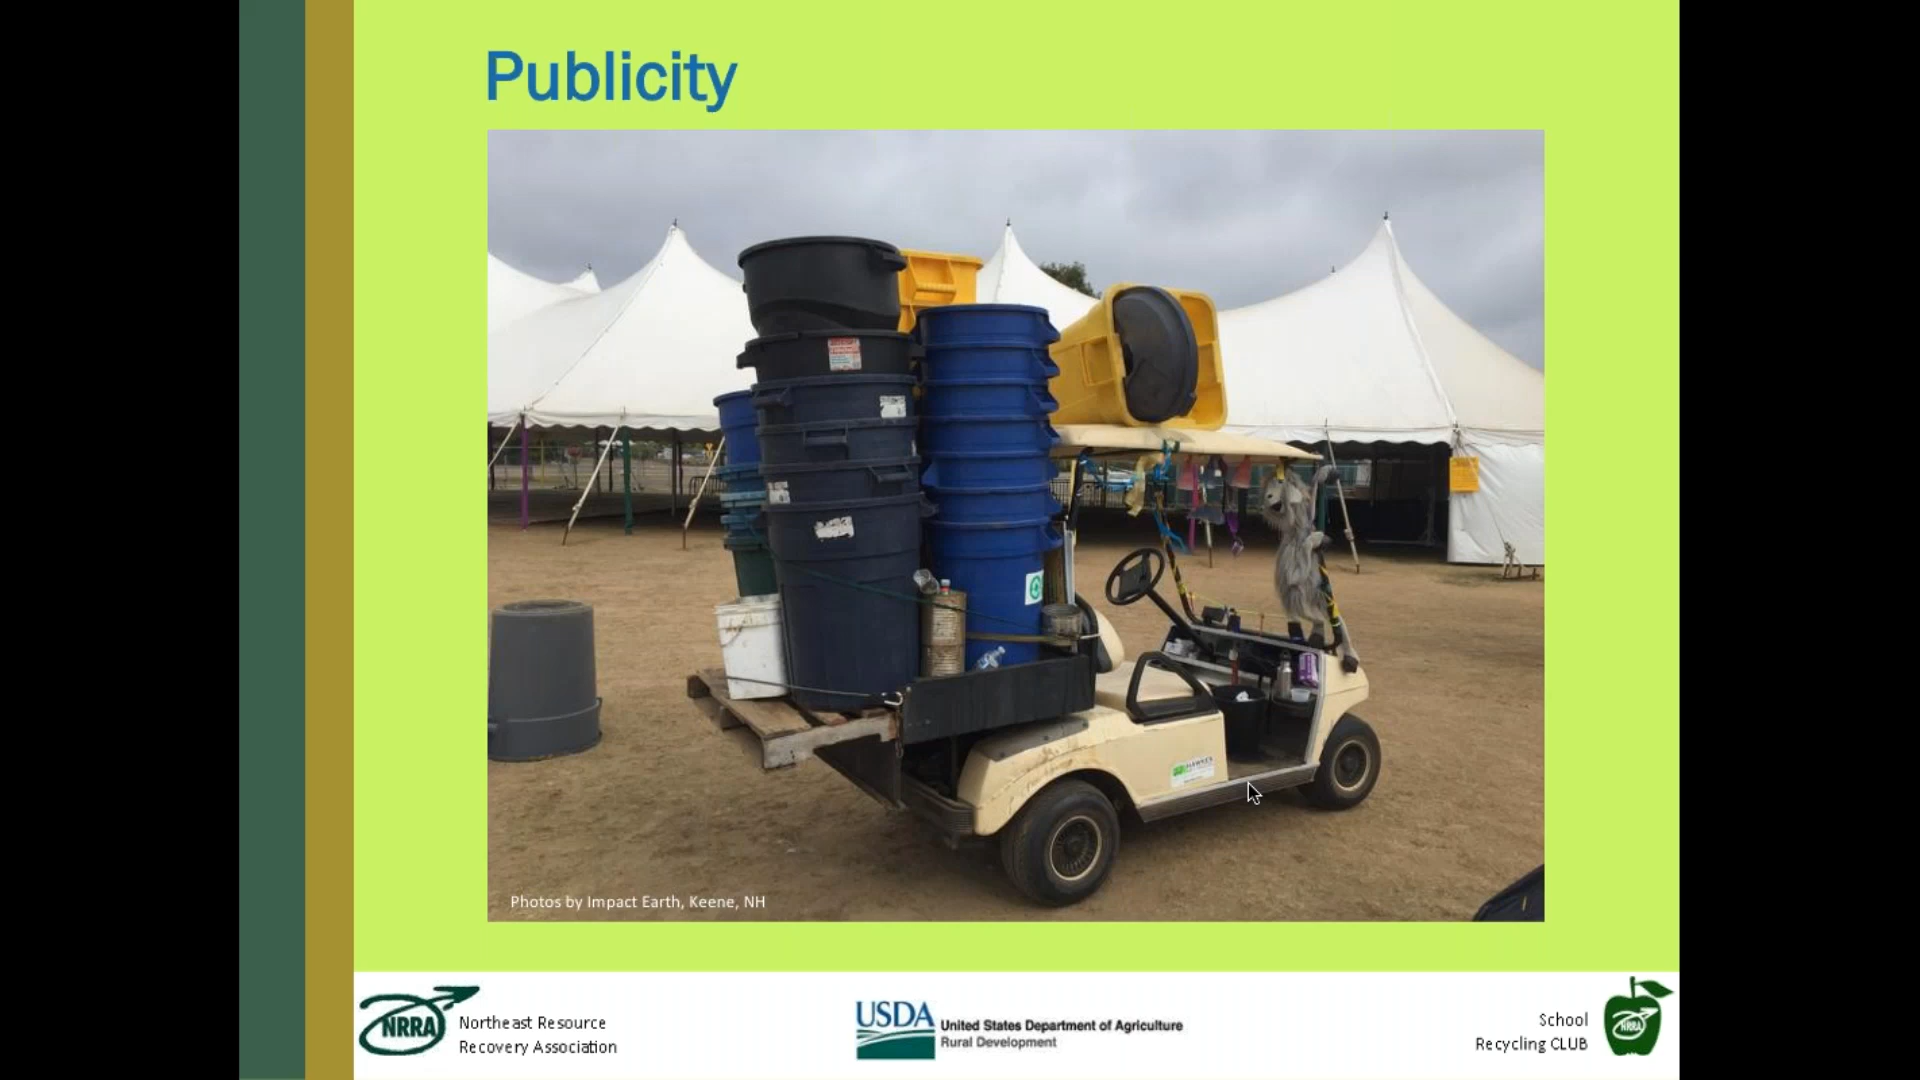 Publicity
Photos by Impact Earth, Keene, NH
NRRA
Northeast Resource
Recovery Association
USDA
United States Department of Agriculture
Rural Development
School
Recycling CLUB
NRRA